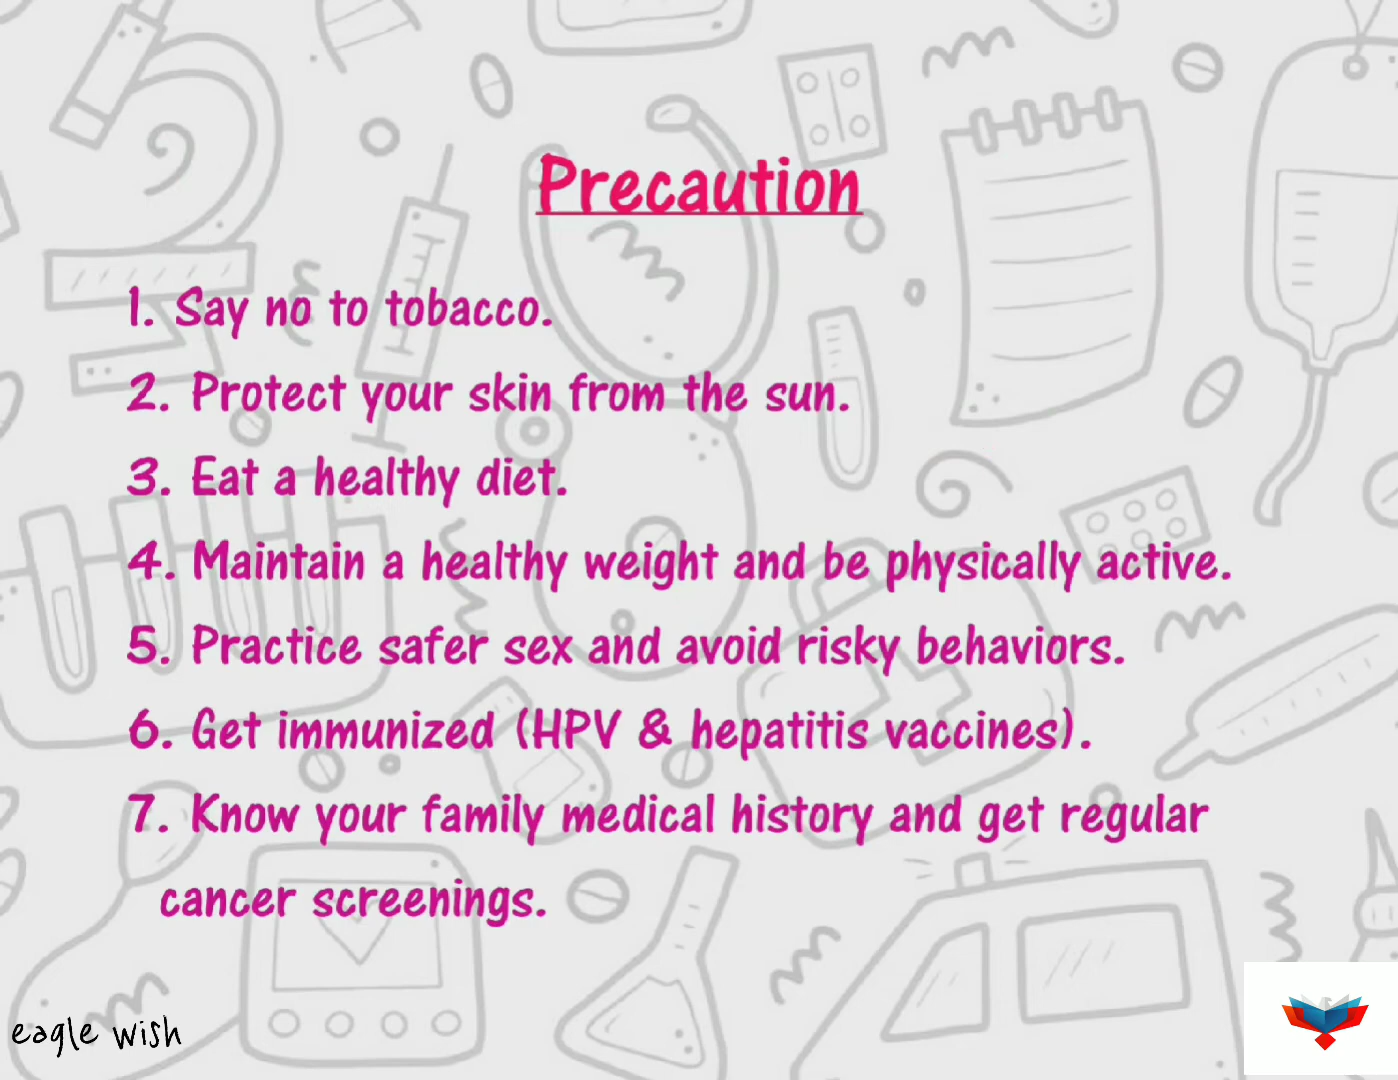 Precaution
1. Say no to tobacco.
2. Protect your skin from the sun.
3. Eat a healthy diet.
4. Maintain a healthy weight and be physically active.
5. Practice safer sex and avoid risky behaviors.
6. Get immunized (HPV & hepatitis vaccines).
7. Know your family medical history and get regular
cancer screenings.
eagle wish